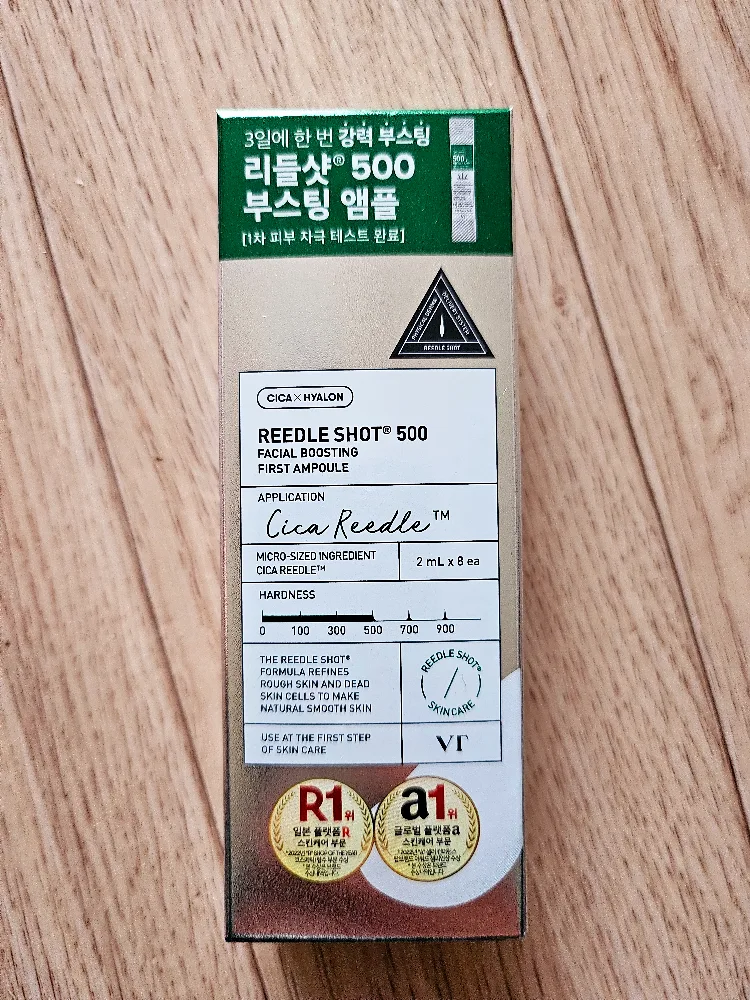 3일에 한 번 강력 부스팅
리들샷® 500
부스팅 앰플
[1차 피부 자극 테스트 완료]
500
VT
REEDLE SHOT
CICA×HYALON
REEDLE SHOT® 500
FACIAL BOOSTING
FIRST AMPOULE
APPLICATION
Cica Reedle™
MICRO-SIZED INGREDIENT
CICA REEDLE™
2 mL x 8 ea
HARDNESS
0 100 300 500 700 900
THE REEDLE SHOT®
FORMULA REFINES
ROUGH SKIN AND DEAD
SKIN CELLS TO MAKE
NATURAL SMOOTH SKIN
REEDLE SHOT®
SKIN CARE
USE AT THE FIRST STEP
OF SKIN CARE
VT
R1위
일본 플랫폼 R
스킨케어 부문
a1위
글로벌 플랫폼 a
스킨케어 부문